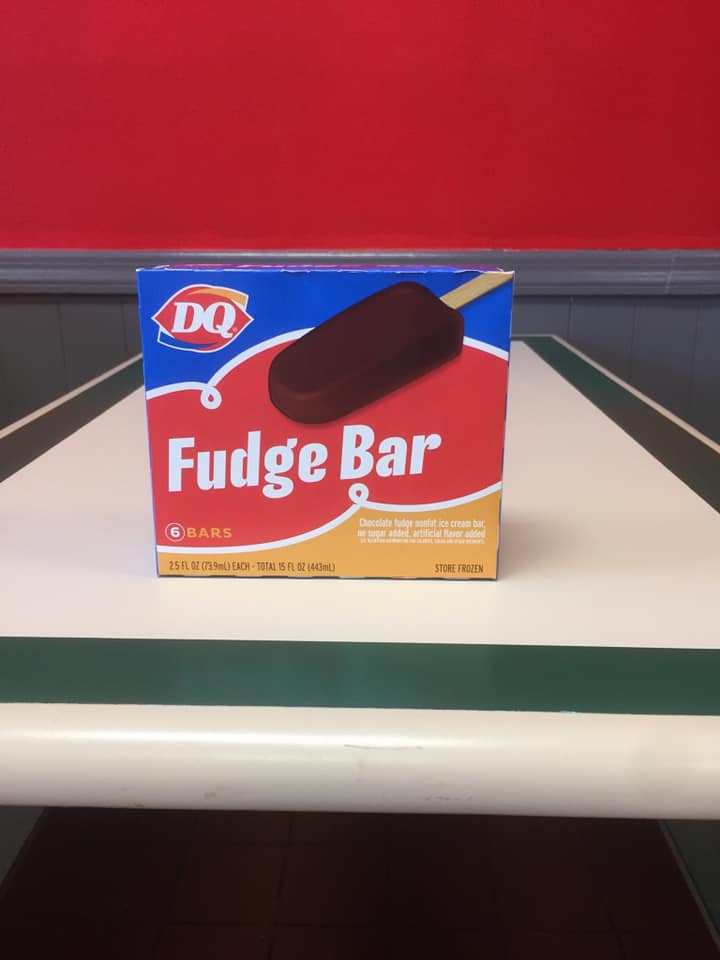 DQ
Fudge Bar
6 BARS
Chocolate fudge nonfat ice cream bar,
no sugar added, artificial flavor added
2.5 FL OZ (73.9mL) EACH - TOTAL 15 FL OZ (443mL)
STORE FROZEN